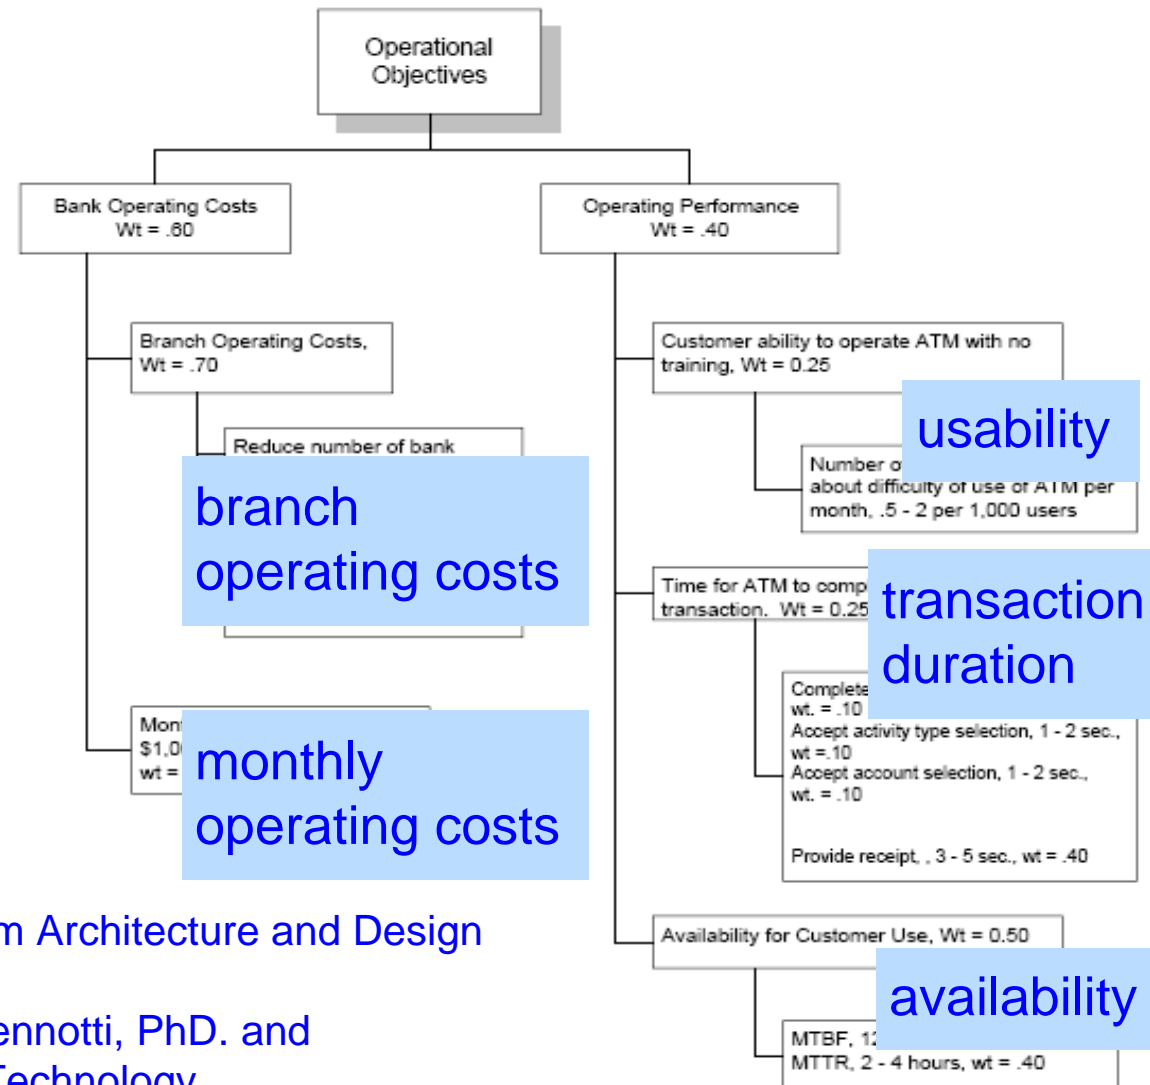 Operational
Objectives
Bank Operating Costs
Wt = .60
Operating Performance
Wt = .40
Branch Operating Costs,
Wt = .70
Reduce number of bank
branch
operating costs
monthly
operating costs
wt =
Customer ability to operate ATM with no
training, Wt = 0.25
usability
Number
about difficulty of use of ATM per
month, .5 - 2 per 1,000 users
Time for ATM to
transaction. Wt = 0.25
transaction
duration
Complete
wt. = .10
Accept activity type selection, 1 - 2 sec.,
wt =.10
Accept account selection, 1 - 2 sec.,
wt. = .10
Provide receipt, , 3 - 5 sec., wt = .40
Availability for Customer Use, Wt = 0.50
availability
MTBF,
MTTR, 2 - 4 hours, wt = .40
Architecture and Design
PhD. and
Technology